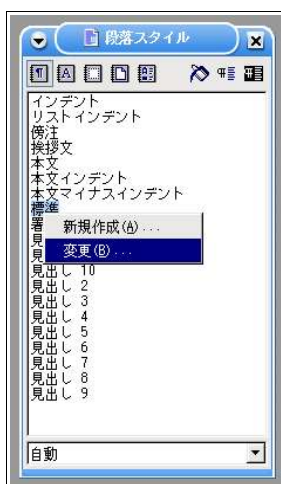 段落スタイル
インデント
リストインデント
傍注
挨拶文
本文
本文インデント
本文マイナスインデント
標準
署
新規作成(A)...
見
変更(B)...
見
見出し 10
見出し 2
見出し 3
見出し 4
見出し 5
見出し 6
見出し 7
見出し 8
見出し 9
自動